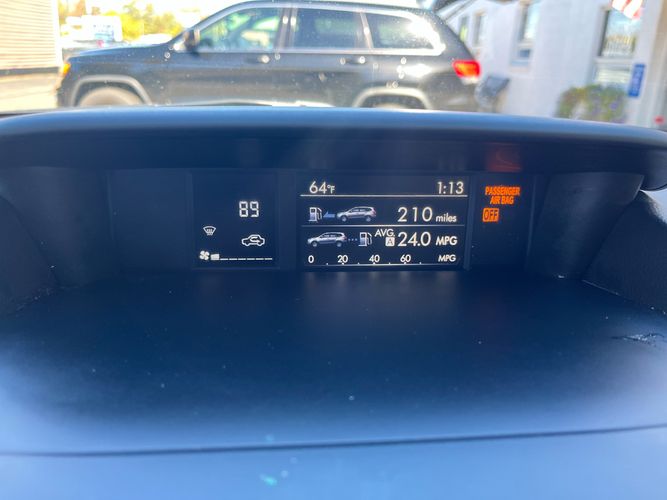 89
64°F 1:13
210 miles
AVG. A 24.0 MPG
0 20 40 60 MPG
PASSENGER
AIR BAG
OFF